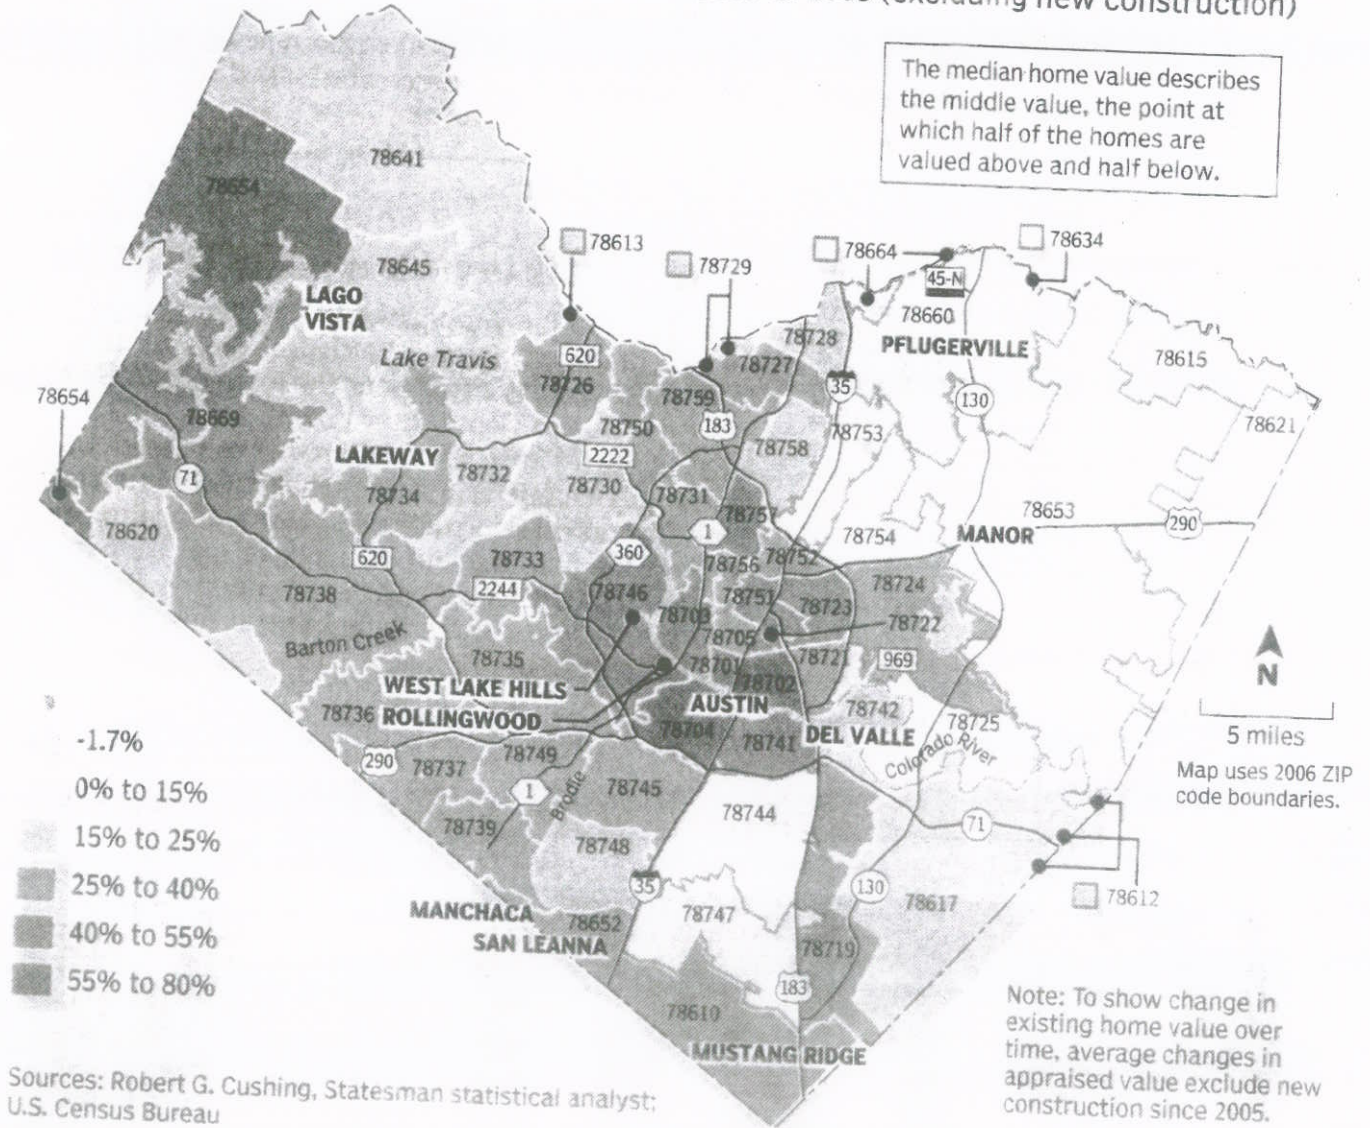 (excluding new construction)
The median home value describes
the middle value, the point at
which half of the homes are
valued above and half below.
78641
78654
78613
78729
78664
78634
45-N
78645
LAGO
VISTA
78660
PFLUGERVILLE
78728
78615
Lake Travis
620
78726
78727
78654
78759
35
130
78669
78750
183
78621
78753
78758
LAKEWAY
2222
78732
71
78734
78730
78731
78757
78653
290
78620
78754
MANOR
1
620
78733
360
78756
78752
2244
78724
78738
78746
78751
78723
78703
78722
Barton Creek
78705
78735
78701
78721
969
WEST LAKE HILLS
78702
N
78736
ROLLINGWOOD
AUSTIN
78742
78725
5 miles
78704
78741
DEL VALLE
Colorado River
-1.7%
290
78749
78737
Map uses 2006 ZIP
code boundaries.
0% to 15%
1
Brodie
78745
78744
71
15% to 25%
78739
78748
25% to 40%
35
130
78612
MANCHACA
78652
78747
78617
40% to 55%
SAN LEANNA
78719
55% to 80%
183
78610
MUSTANG RIDGE
Note: To show change in
existing home value over
time, average changes in
appraised value exclude new
construction since 2005.
Sources: Robert G. Cushing, Statesman statistical analyst;
U.S. Census Bureau